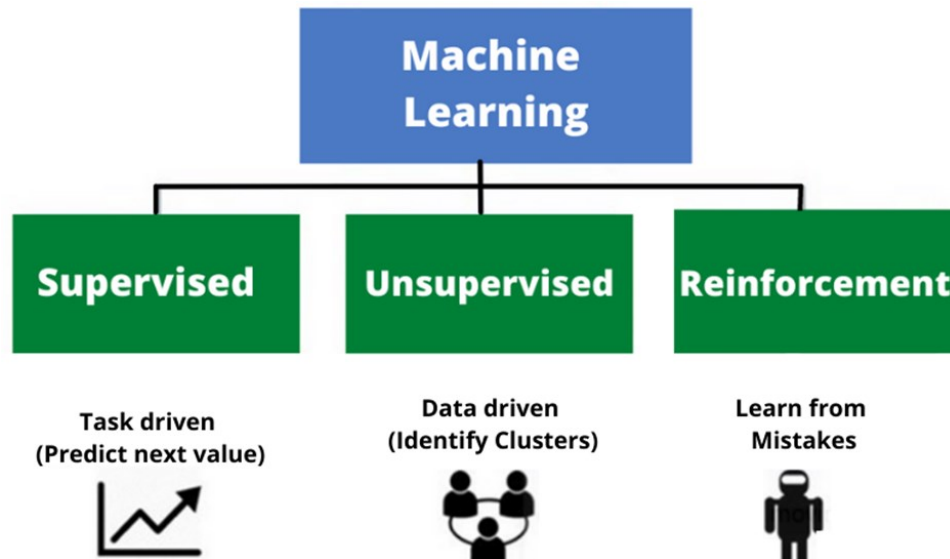 Machine
Learning
Supervised
Unsupervised
Reinforcement
Task driven
(Predict next value)
Data driven
(Identify Clusters)
Learn from
Mistakes